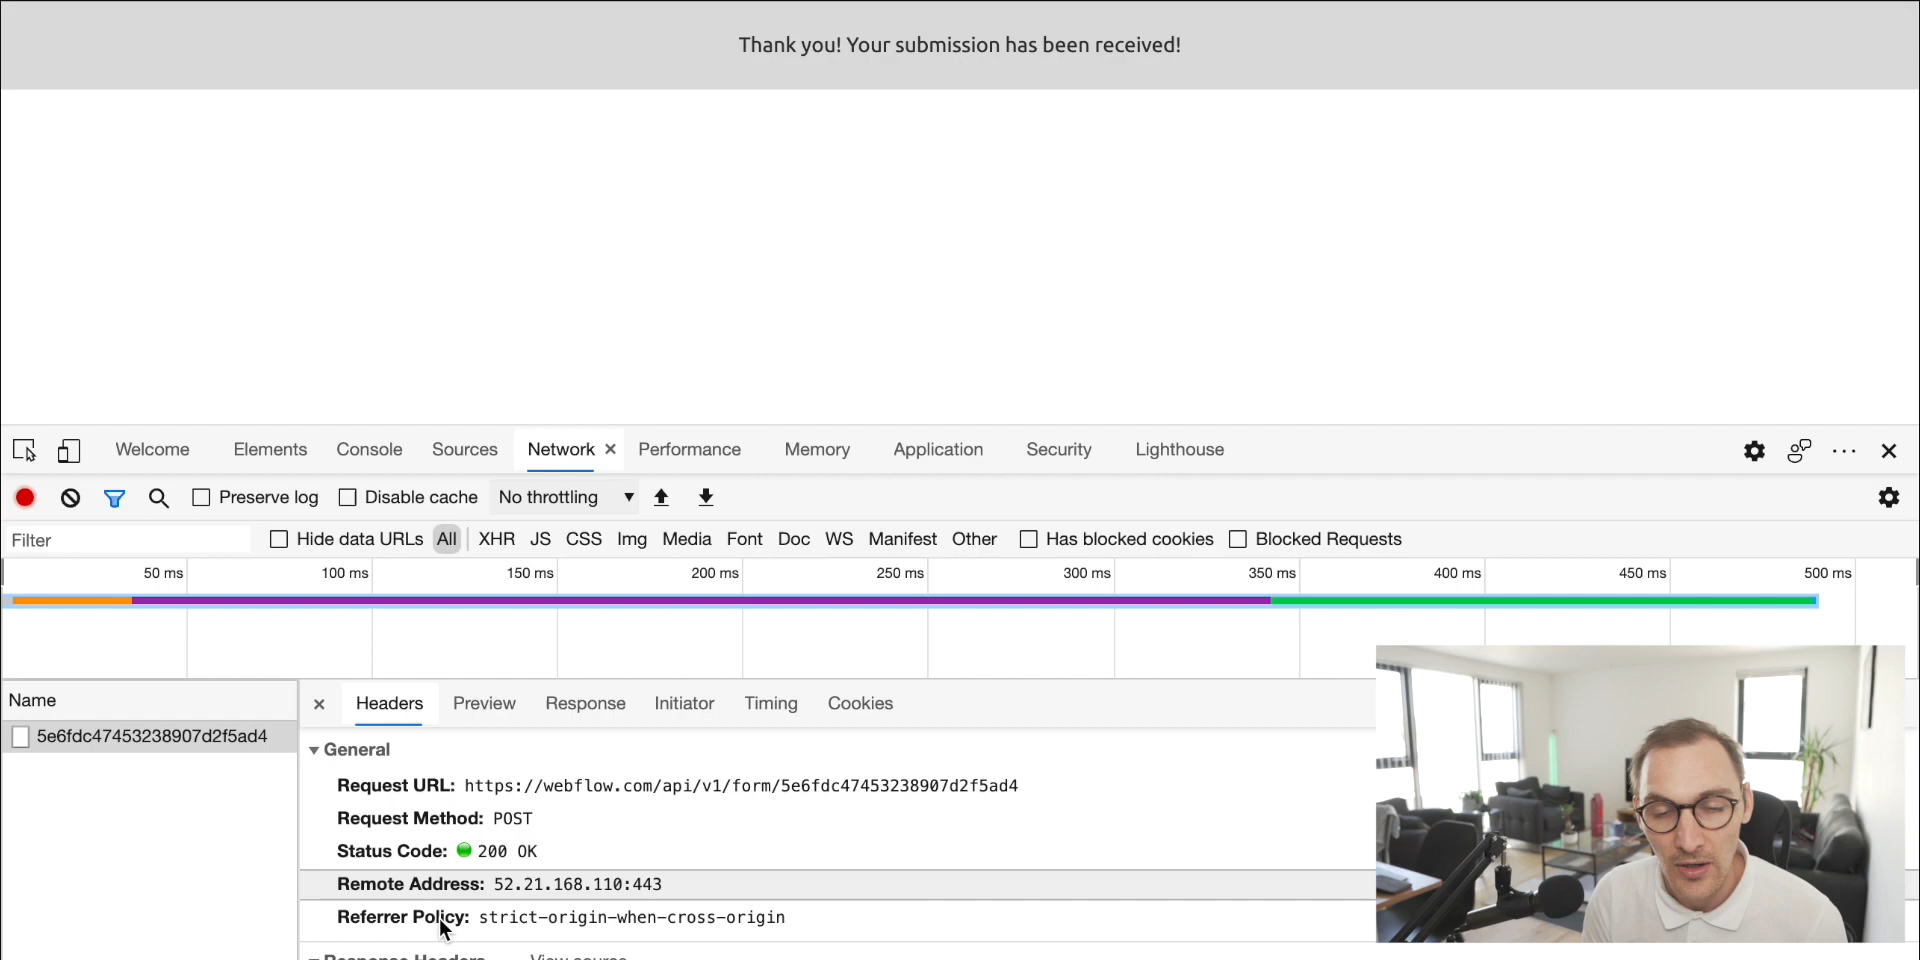 Thank you! Your submission has been received!
Welcome Elements Console Sources Network Performance Memory Application Security Lighthouse
Preserve log Disable cache No throttling
Filter Hide data URLs All XHR JS CSS Img Media Font Doc WS Manifest Other Has blocked cookies Blocked Requests
50 ms 100 ms 150 ms 200 ms 250 ms 300 ms 350 ms 400 ms 450 ms 500 ms
Name Headers Preview Response Initiator Timing Cookies
5e6fdc47453238907d2f5ad4
General
Request URL: https://webflow.com/api/v1/form/5e6fdc47453238907d2f5ad4
Request Method: POST
Status Code: 200 OK
Remote Address: 52.21.168.110:443
Referrer Policy: strict-origin-when-cross-origin
Response Headers View source